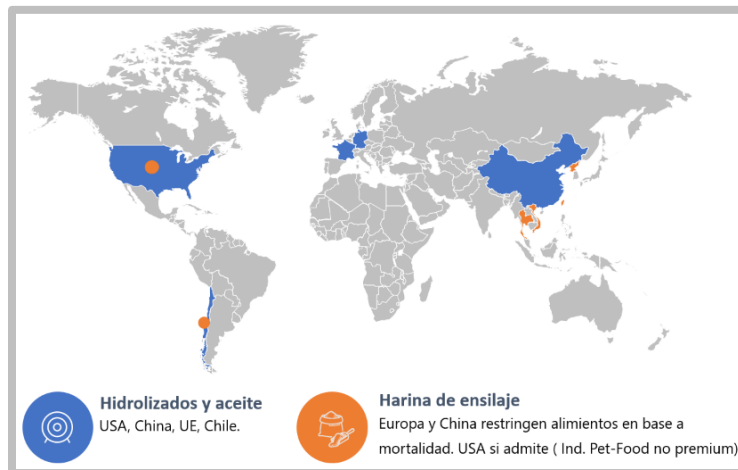 Hidrolizados y aceite
USA, China, UE, Chile.
Harina de ensilaje
Europa y China restringen alimientos en base a
mortalidad. USA si admite ( Ind. Pet-Food no premium)